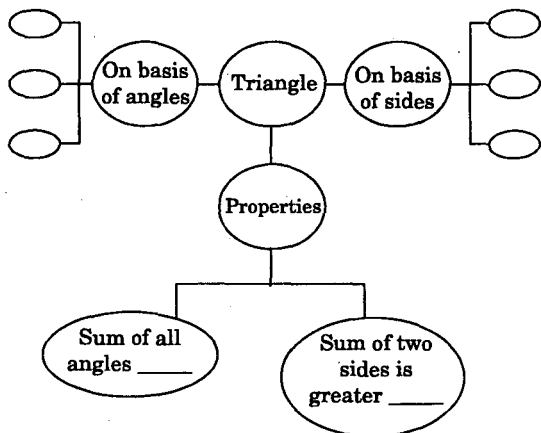 On basis
of angles
Triangle
On basis
of sides
Properties
Sum of all
angles _____
Sum of two
sides is
greater _____